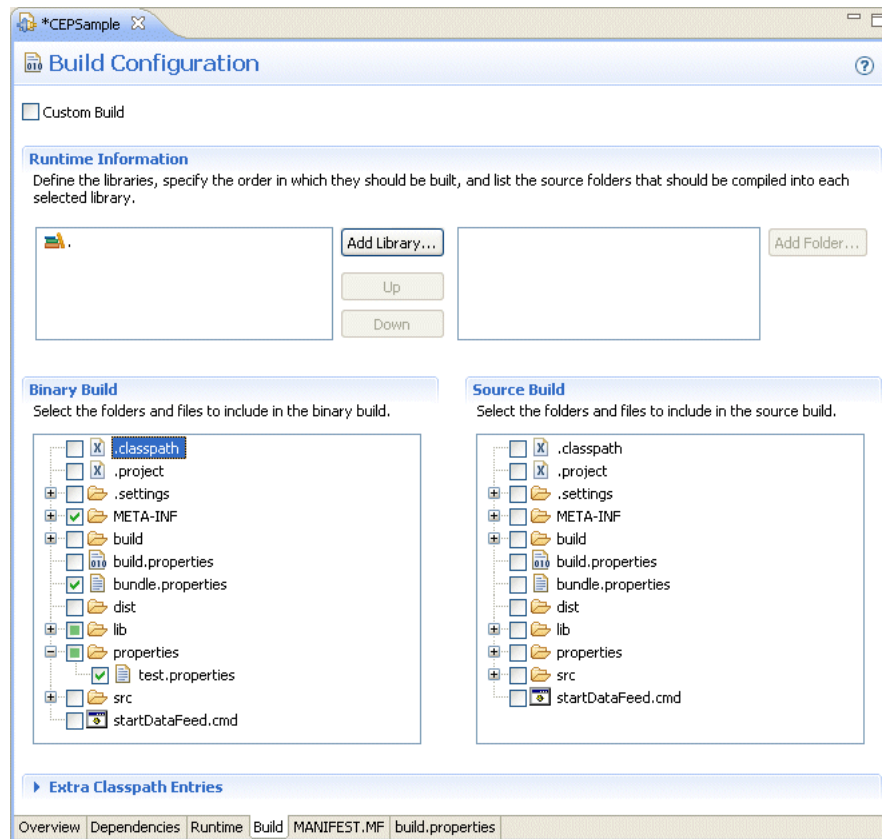 *CEPSample
Build Configuration
Custom Build
Runtime Information
Define the libraries, specify the order in which they should be built, and list the source folders that should be compiled into each
selected library.
.
Add Library...
Add Folder...
Up
Down
Binary Build
Select the folders and files to include in the binary build.
.classpath
.project
.settings
META-INF
build
build.properties
bundle.properties
dist
lib
properties
test.properties
src
startDataFeed.cmd
Source Build
Select the folders and files to include in the source build.
.classpath
.project
.settings
META-INF
build
build.properties
bundle.properties
dist
lib
properties
src
startDataFeed.cmd
Extra Classpath Entries
Overview Dependencies Runtime Build MANIFEST.MF build.properties